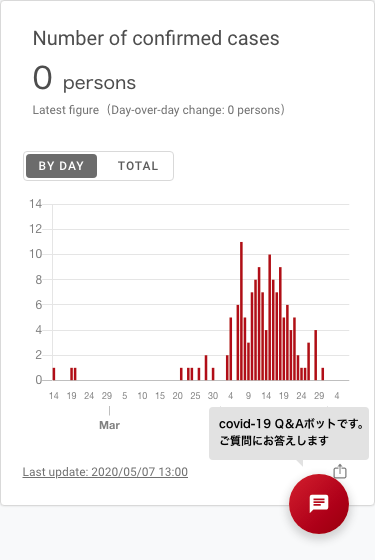 Number of confirmed cases
0 persons
Latest figure（Day-over-day change: 0 persons）
BY DAY TOTAL
14
12
10
8
6
4
2
0
14 19 24 29 5 10 15 20 25 30 4 9 14 19 24 29 4
Mar
covid-19 Q&Aボットです。
ご質問にお答えします
Last update: 2020/05/07 13:00